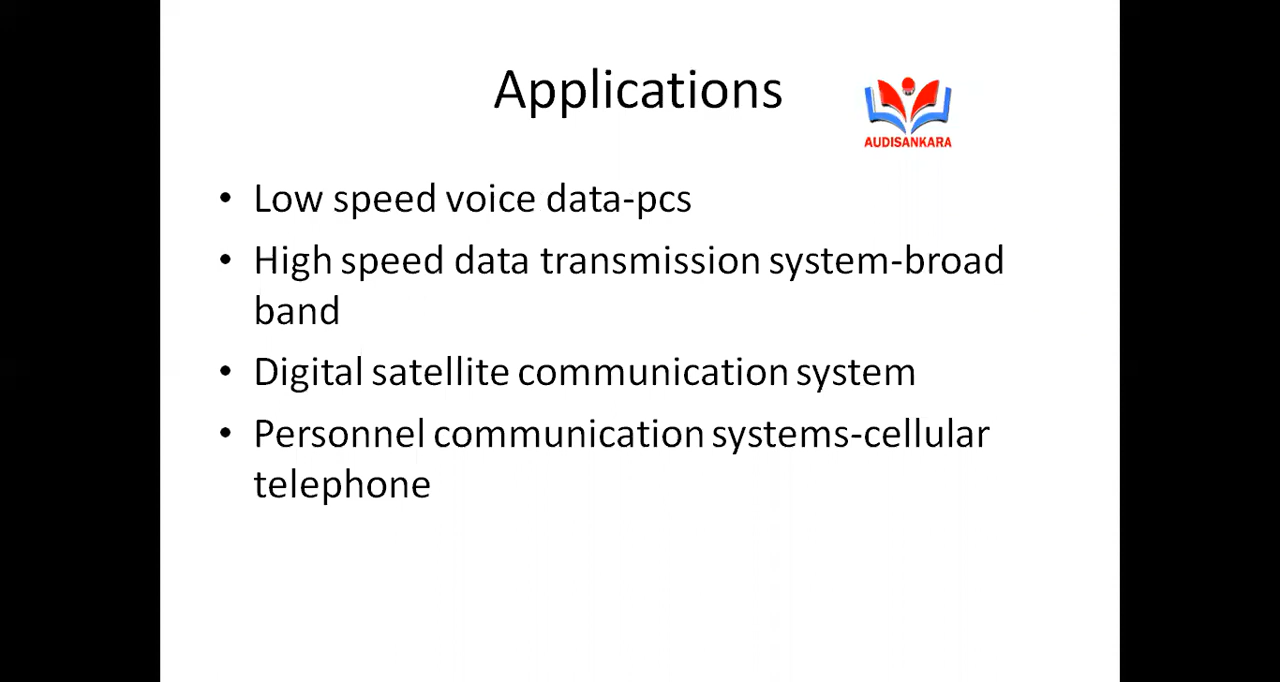 Applications
AUDISANKARA
• Low speed voice data-pcs
• High speed data transmission system-broad
band
• Digital satellite communication system
• Personnel communication systems-cellular
telephone